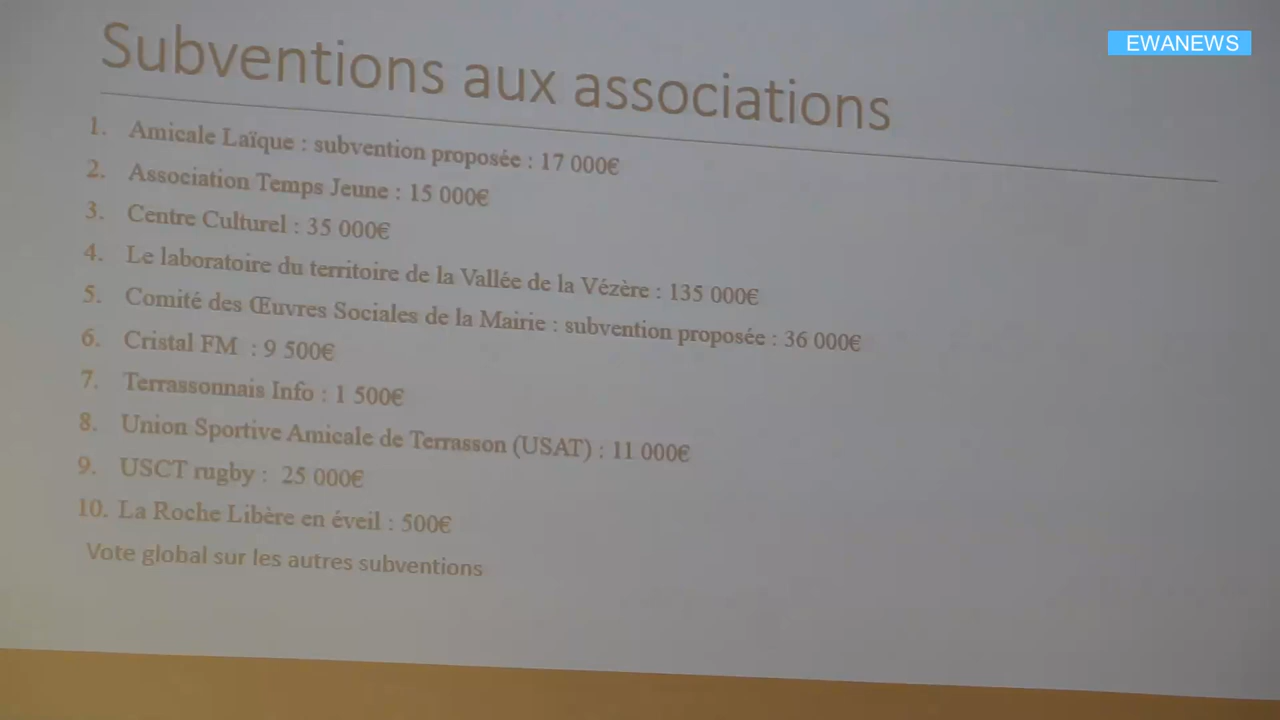 EWANEWS
Subventions aux associations
1. Amicale Laïque : subvention proposée : 17 000€
2. Association Temps Jeune : 15 000€
3. Centre Culturel : 35 000€
4. Le laboratoire du territoire de la Vallée de la Vézère : 135 000€
5. Comité des Œuvres Sociales de la Mairie : subvention proposée : 36 000€
6. Cristal FM : 9 500€
7. Terrassonnais Info : 1 500€
8. Union Sportive Amicale de Terrasson (USAT) : 11 000€
9. USCT rugby : 25 000€
10. La Roche Libère en éveil : 500€
Vote global sur les autres subventions